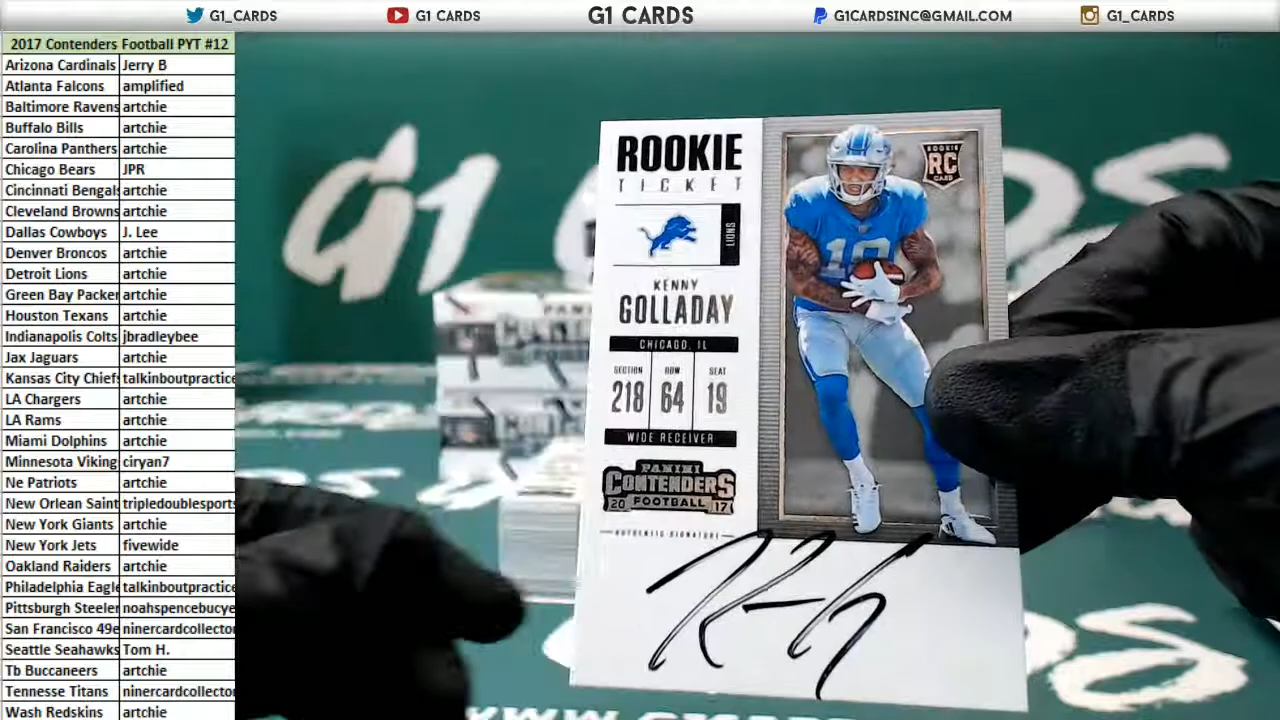 G1_CARDS
G1 CARDS
G1 CARDS
G1CARDSINC@GMAIL.COM
G1_CARDS
2017 Contenders Football PYT #12
Arizona Cardinals Jerry B
Atlanta Falcons amplified
Baltimore Ravens artchie
Buffalo Bills artchie
Carolina Panthers artchie
Chicago Bears JPR
Cincinnati Bengals artchie
Cleveland Browns artchie
Dallas Cowboys J. Lee
Denver Broncos artchie
Detroit Lions artchie
Green Bay Packer artchie
Houston Texans artchie
Indianapolis Colts jbradleybee
Jax Jaguars artchie
Kansas City Chiefs talkinboutpractice
LA Chargers artchie
LA Rams artchie
Miami Dolphins artchie
Minnesota Viking ciryan7
Ne Patriots artchie
New Orlean Saint tripledoublesports
New York Giants artchie
New York Jets fivewide
Oakland Raiders artchie
Philadelphia Eagle talkinboutpractice
Pittsburgh Steeler noahspencebucye
San Francisco 49e ninercardcollector
Seattle Seahawks Tom H.
Tb Buccaneers artchie
Tennesse Titans ninercardcollector
Wash Redskins artchie
G1
ROOKIE
TICKET
LIONS
KENNY
GOLLADAY
CHICAGO, IL
SECTION ROW SEAT
218 64 19
WIDE RECEIVER
PANINI
CONTENDERS
20 FOOTBALL 17
AUTHENTIC SIGNATURE
ROOKIE
RC
CARD
19